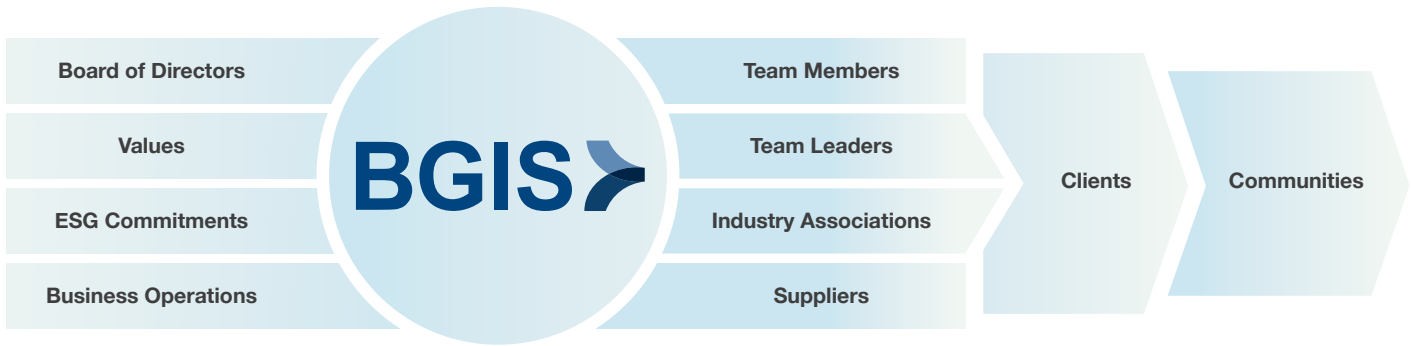 Board of Directors
Values
ESG Commitments
Business Operations
BGIS
Team Members
Team Leaders
Industry Associations
Suppliers
Clients
Communities